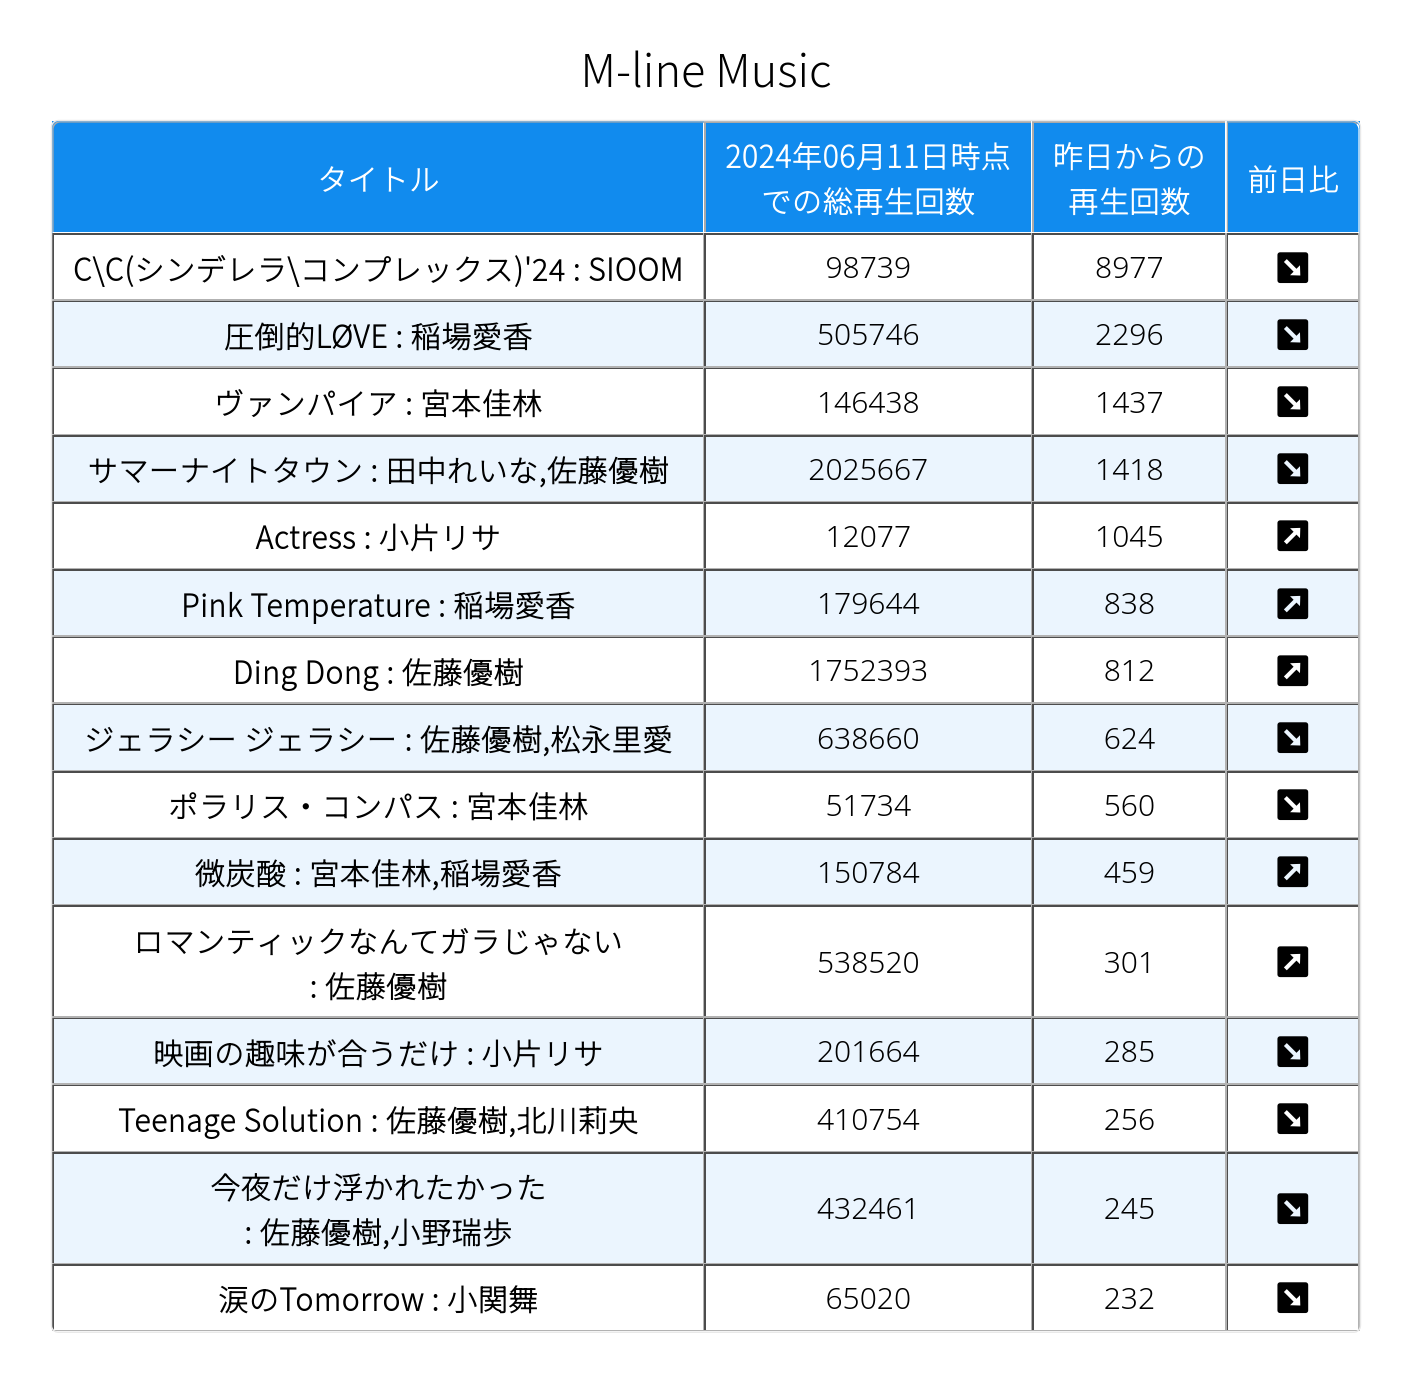 M-line Music
タイトル
2024年06月11日時点
での総再生回数
昨日からの
再生回数
前日比
C\C(シンデレラ\コンプレックス)'24 : SIOOM
98739
8977
圧倒的LØVE : 稲場愛香
505746
2296
ヴァンパイア : 宮本佳林
146438
1437
サマーナイトタウン : 田中れいな,佐藤優樹
2025667
1418
Actress : 小片リサ
12077
1045
Pink Temperature : 稲場愛香
179644
838
Ding Dong : 佐藤優樹
1752393
812
ジェラシー ジェラシー : 佐藤優樹,松永里愛
638660
624
ポラリス・コンパス : 宮本佳林
51734
560
微炭酸 : 宮本佳林,稲場愛香
150784
459
ロマンティックなんてガラじゃない
: 佐藤優樹
538520
301
映画の趣味が合うだけ : 小片リサ
201664
285
Teenage Solution : 佐藤優樹,北川莉央
410754
256
今夜だけ浮かれたかった
: 佐藤優樹,小野瑞歩
432461
245
涙のTomorrow : 小関舞
65020
232